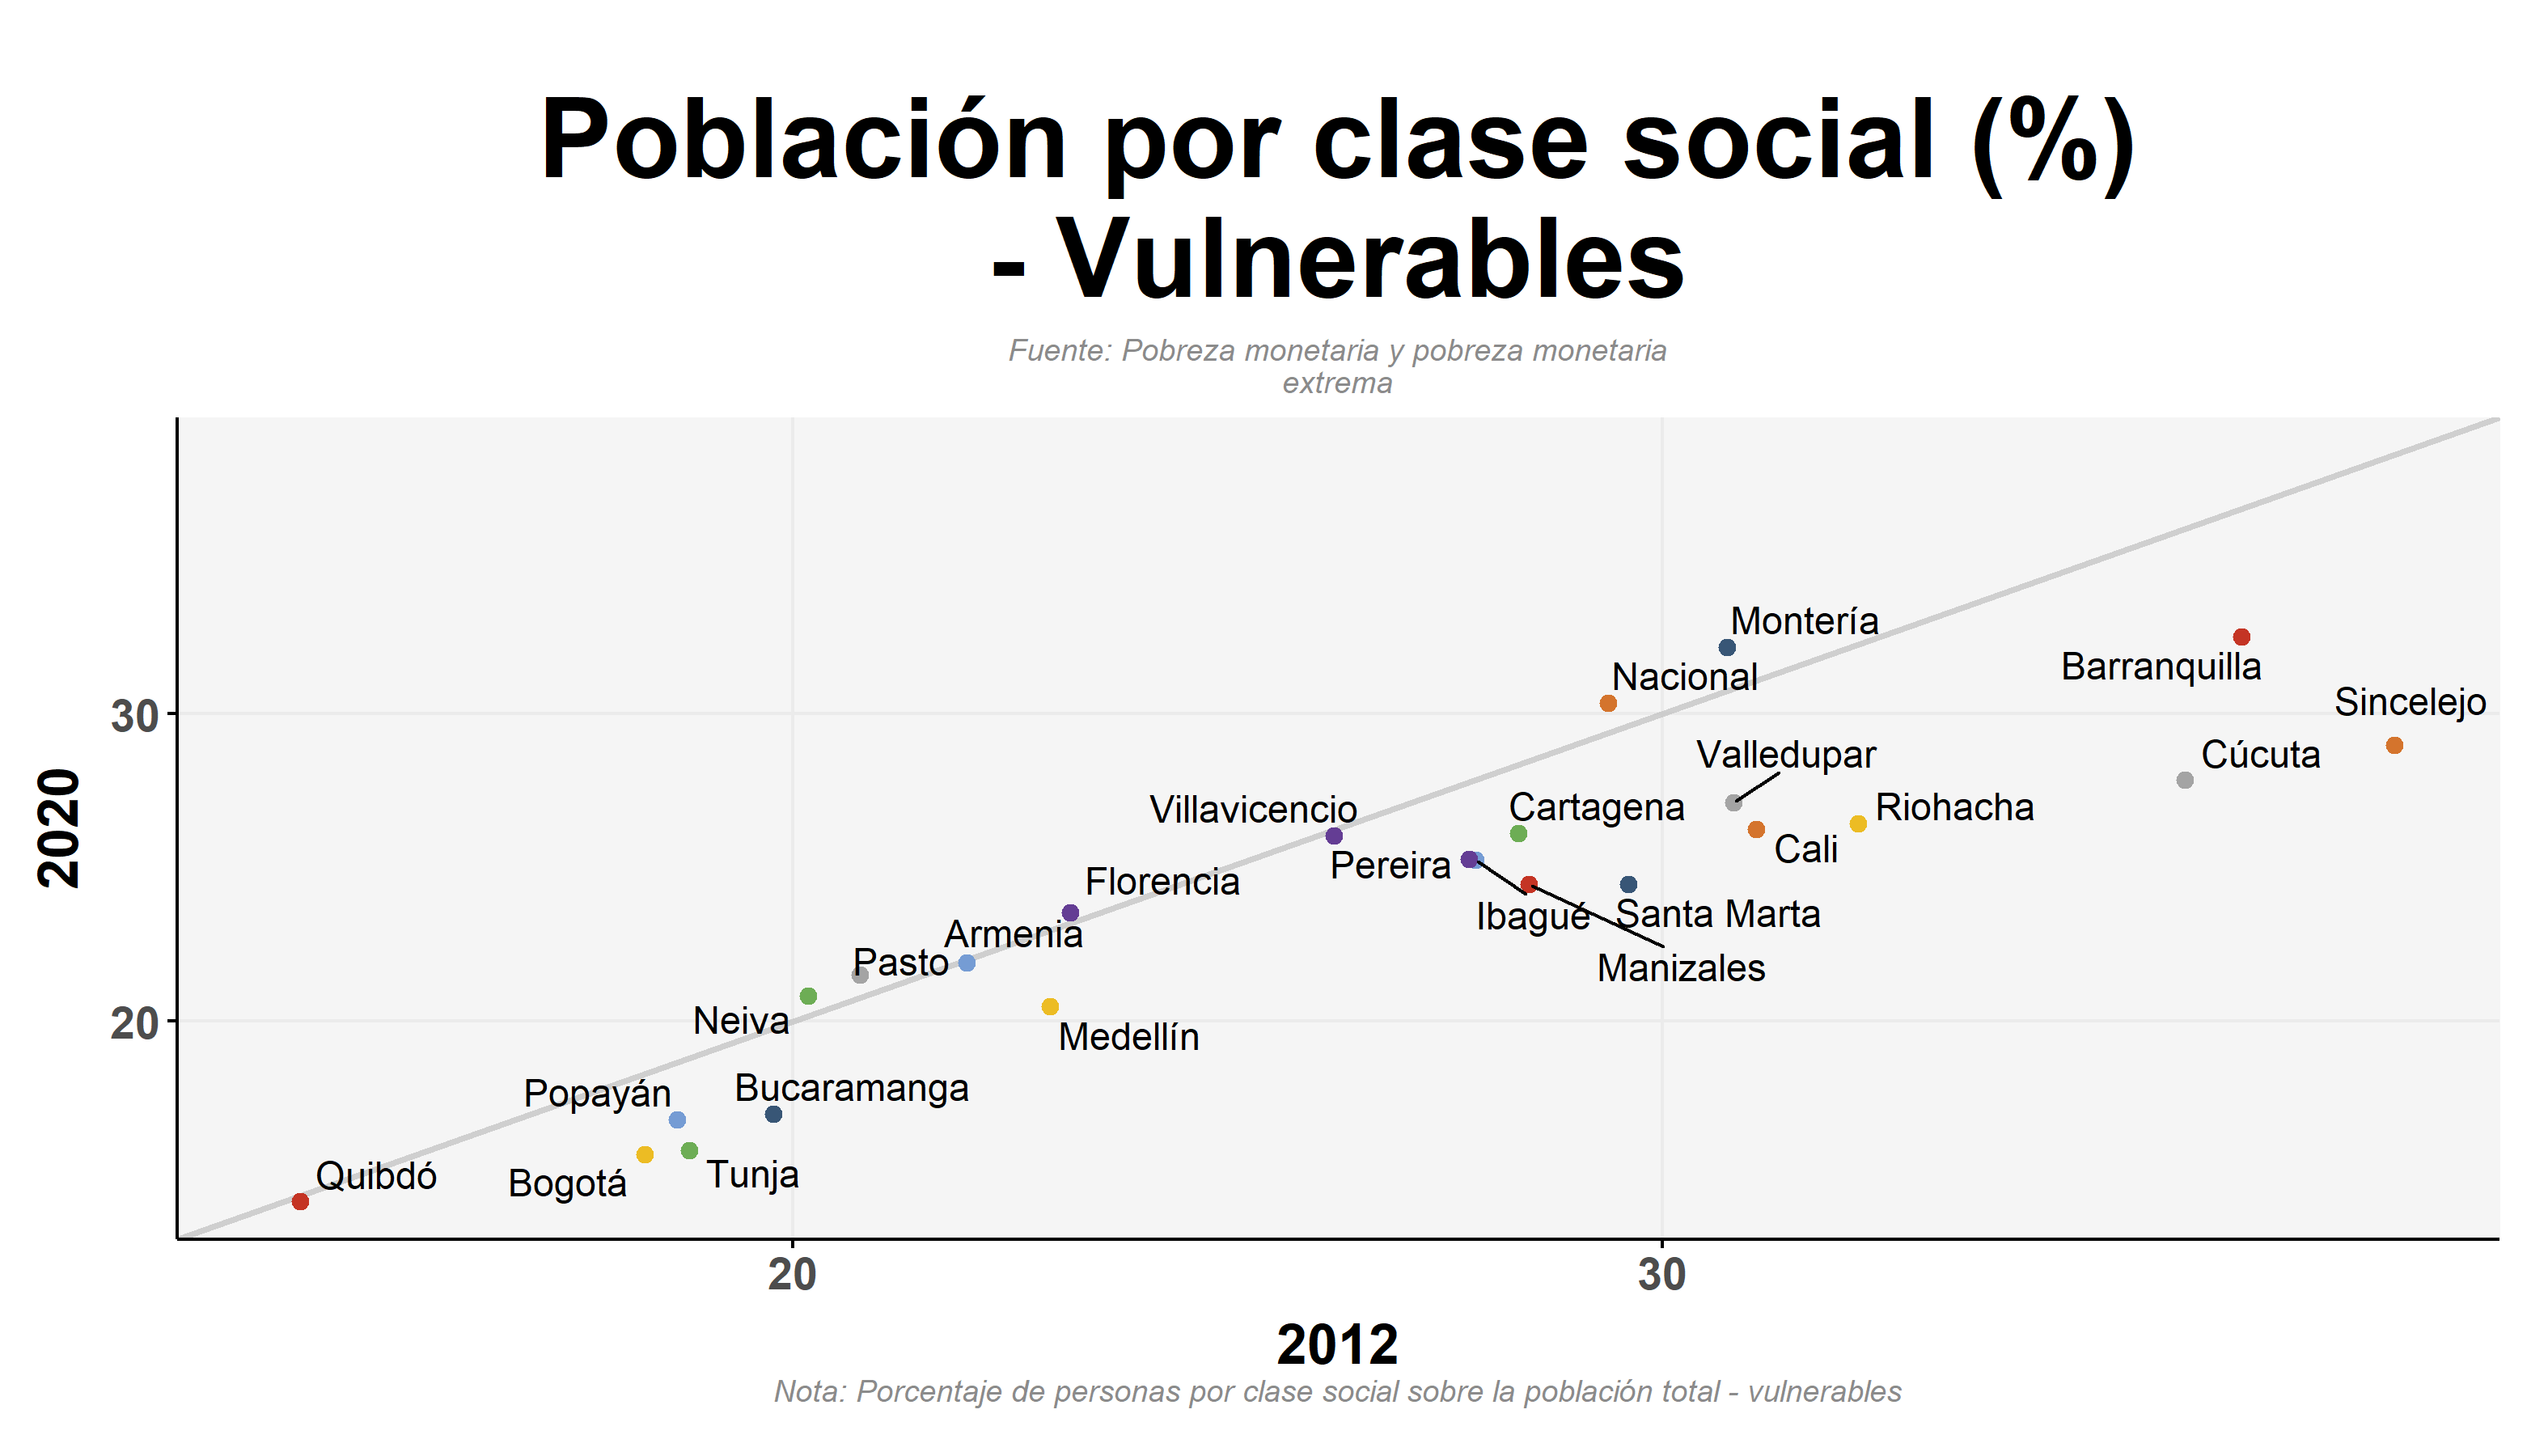 Población por clase social (%)
- Vulnerables
Fuente: Pobreza monetaria y pobreza monetaria
extrema
Montería
Barranquilla
Nacional
Sincelejo
30
Valledupar
Cúcuta
Villavicencio
Cartagena
Riohacha
2020
Cali
Pereira
Florencia
Ibagué
Santa Marta
Armenia
Pasto
Manizales
Neiva
20
Medellín
Popayán
Bucaramanga
Quibdó
Bogotá
Tunja
20
30
2012
Nota: Porcentaje de personas por clase social sobre la población total - vulnerables